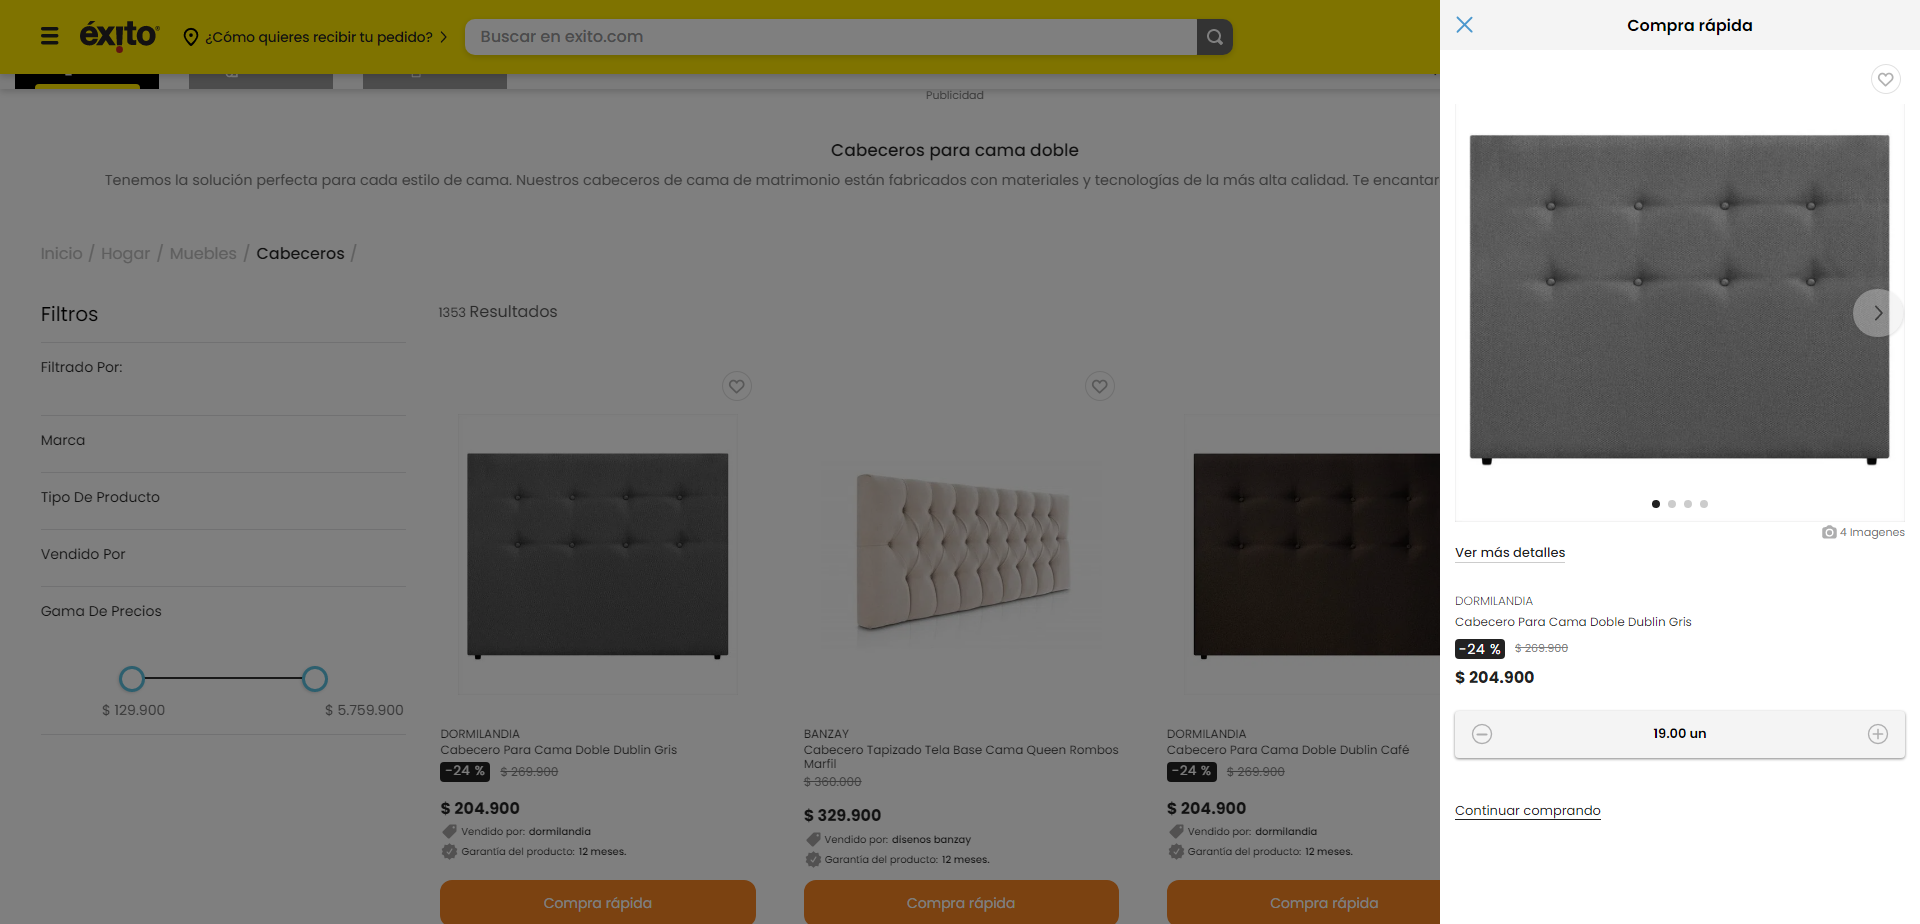 éxito
¿Cómo quieres recibir tu pedido?
Buscar en exito.com
Publicidad
Cabeceros para cama doble
Tenemos la solución perfecta para cada estilo de cama. Nuestros cabeceros de cama de matrimonio están fabricados con materiales y tecnologías de la más alta calidad. Te encantar
Inicio / Hogar / Muebles / Cabeceros /
Filtros
Filtrado Por:
Marca
Tipo De Producto
Vendido Por
Gama De Precios
$ 129.900
$ 5.759.900
1353 Resultados
DORMILANDIA
Cabecero Para Cama Doble Dublin Gris
-24 % $ 269.900
$ 204.900
Vendido por: dormilandia
Garantía del producto: 12 meses.
Compra rápida
BANZAY
Cabecero Tapizado Tela Base Cama Queen Rombos
Marfil
$ 360.000
$ 329.900
Vendido por: disenos banzay
Garantía del producto: 12 meses.
Compra rápida
DORMILANDIA
Cabecero Para Cama Doble Dublin Café
-24 % $ 269.900
$ 204.900
Vendido por: dormilandia
Garantía del producto: 12 meses.
Compra rápida
Compra rápida
4 Imagenes
Ver más detalles
DORMILANDIA
Cabecero Para Cama Doble Dublin Gris
-24 % $ 269.900
$ 204.900
19.00 un
Continuar comprando